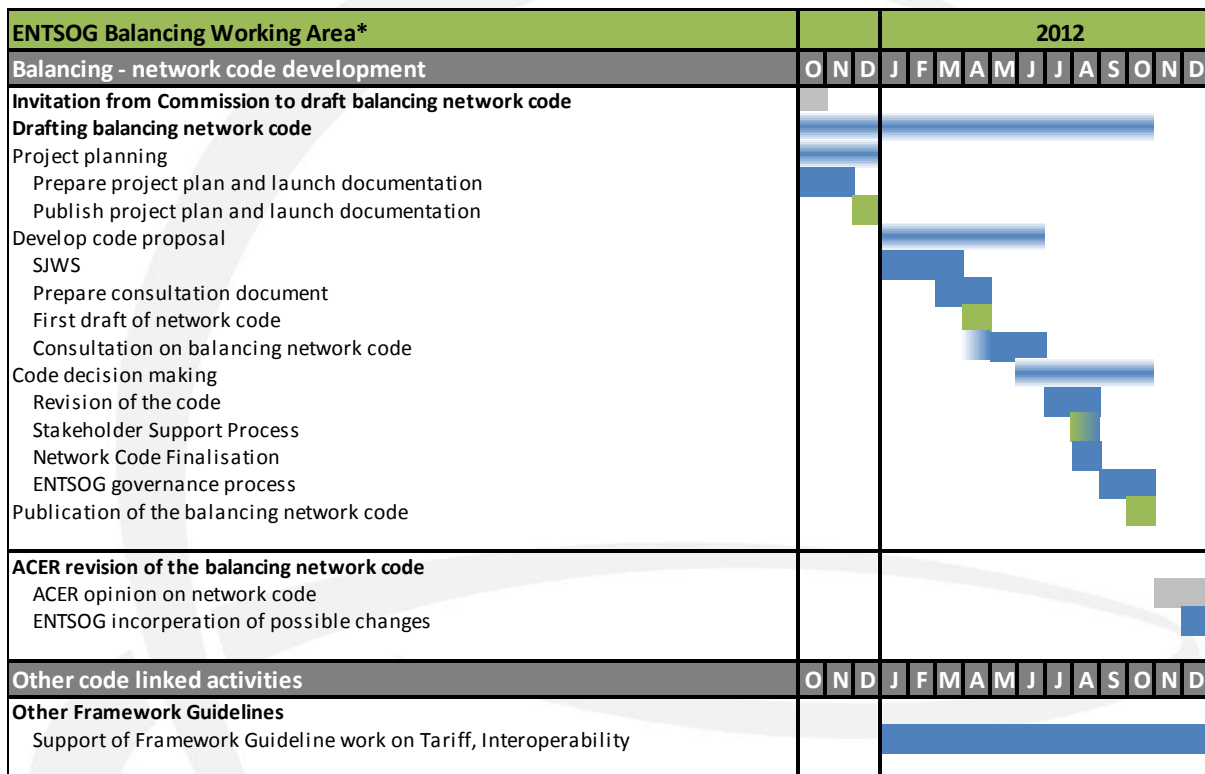 ENTSOG Balancing Working Area* 2012
Balancing - network code development O N D J F M A M J J A S O N D
Invitation from Commission to draft balancing network code
Drafting balancing network code
Project planning
Prepare project plan and launch documentation
Publish project plan and launch documentation
Develop code proposal
SJWS
Prepare consultation document
First draft of network code
Consultation on balancing network code
Code decision making
Revision of the code
Stakeholder Support Process
Network Code Finalisation
ENTSOG governance process
Publication of the balancing network code
ACER revision of the balancing network code
ACER opinion on network code
ENTSOG incorperation of possible changes
Other code linked activities O N D J F M A M J J A S O N D
Other Framework Guidelines
Support of Framework Guideline work on Tariff, Interoperability